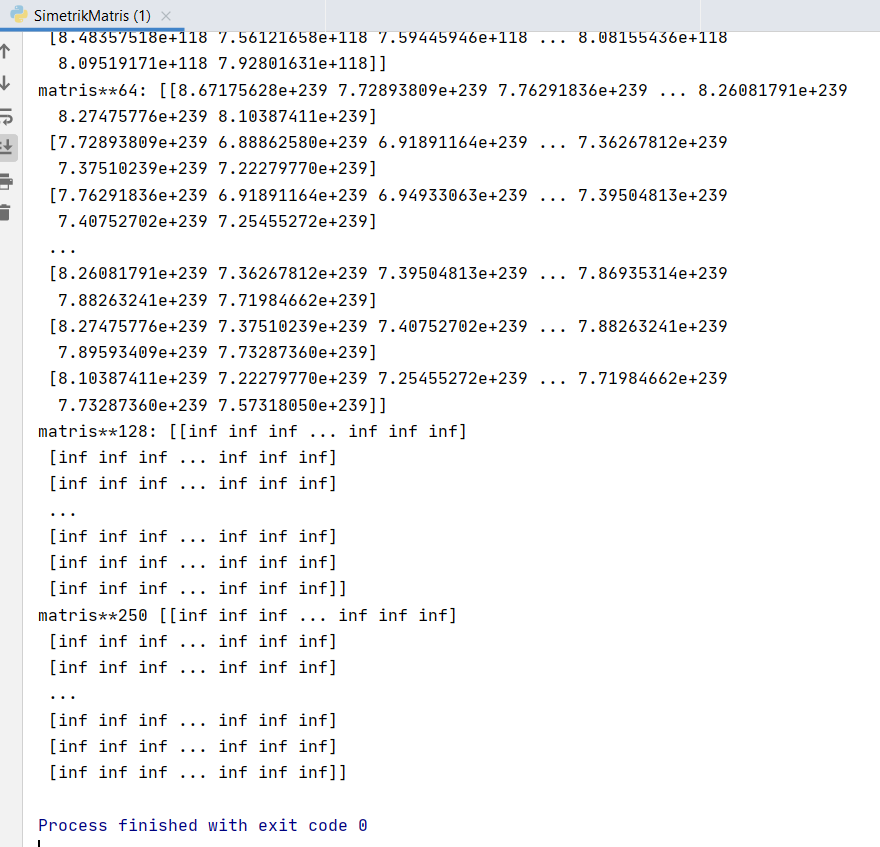 SimetrikMatris (1)
[8.48357518e+118 7.56121658e+118 7.59445946e+118 ... 8.08155436e+118
8.09519171e+118 7.92801631e+118]]
matris**64: [[8.67175628e+239 7.72893809e+239 7.76291836e+239 ... 8.26081791e+239
8.27475776e+239 8.10387411e+239]
[7.72893809e+239 6.88862580e+239 6.91891164e+239 ... 7.36267812e+239
7.37510239e+239 7.22279770e+239]
[7.76291836e+239 6.91891164e+239 6.94933063e+239 ... 7.39504813e+239
7.40752702e+239 7.25455272e+239]
...
[8.26081791e+239 7.36267812e+239 7.39504813e+239 ... 7.86935314e+239
7.88263241e+239 7.71984662e+239]
[8.27475776e+239 7.37510239e+239 7.40752702e+239 ... 7.88263241e+239
7.89593409e+239 7.73287360e+239]
[8.10387411e+239 7.22279770e+239 7.25455272e+239 ... 7.71984662e+239
7.73287360e+239 7.57318050e+239]]
matris**128: [[inf inf inf ... inf inf inf]
[inf inf inf ... inf inf inf]
[inf inf inf ... inf inf inf]
...
[inf inf inf ... inf inf inf]
[inf inf inf ... inf inf inf]
[inf inf inf ... inf inf inf]]
matris**250 [[inf inf inf ... inf inf inf]
[inf inf inf ... inf inf inf]
[inf inf inf ... inf inf inf]
...
[inf inf inf ... inf inf inf]
[inf inf inf ... inf inf inf]
[inf inf inf ... inf inf inf]]
Process finished with exit code 0